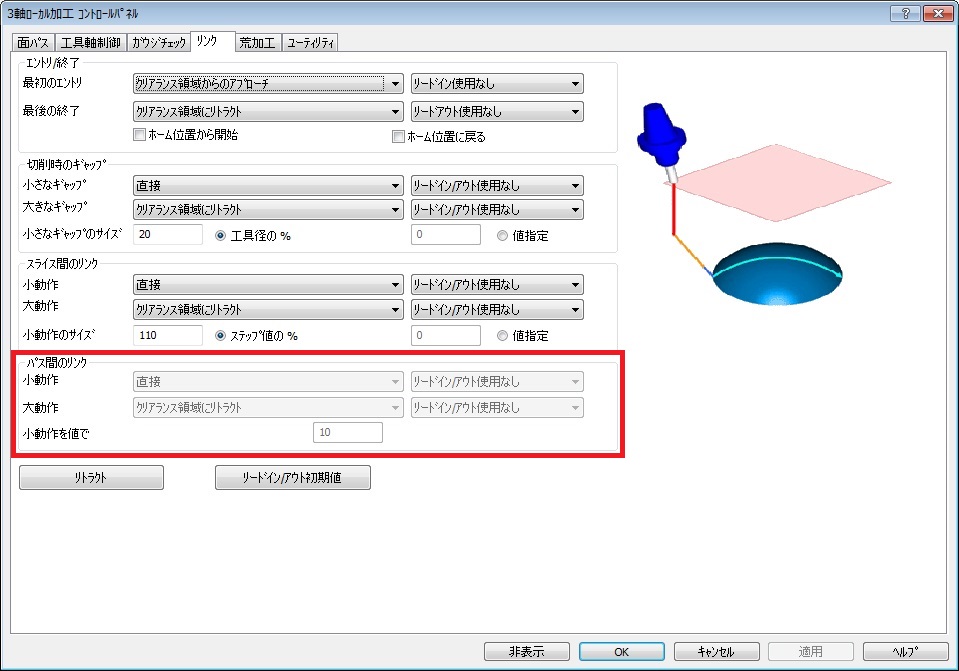 3軸ﾛｰｶﾙ加工 ｺﾝﾄﾛｰﾙﾊﾟﾈﾙ
面ﾊﾟｽ 工具軸制御 ｶﾞｳｼﾞﾁｪｯｸ ﾘﾝｸ 荒加工 ﾕｰﾃｨﾘﾃｨ
ｴﾝﾄﾘ/終了
最初のｴﾝﾄﾘ ｸﾘｱﾗﾝｽ領域からのｱﾌﾟﾛｰﾁ ﾘｰﾄﾞｲﾝ使用なし
最後の終了 ｸﾘｱﾗﾝｽ領域にﾘﾄﾗｸﾄ ﾘｰﾄﾞｱｳﾄ使用なし
ﾎｰﾑ位置から開始 ﾎｰﾑ位置に戻る
切削時のｷﾞｬｯﾌﾟ
小さなｷﾞｬｯﾌﾟ 直接 ﾘｰﾄﾞｲﾝ/ｱｳﾄ使用なし
大きなｷﾞｬｯﾌﾟ ｸﾘｱﾗﾝｽ領域にﾘﾄﾗｸﾄ ﾘｰﾄﾞｲﾝ/ｱｳﾄ使用なし
小さなｷﾞｬｯﾌﾟのｻｲｽﾞ 20 工具径の % 0 値指定
ｽﾗｲｽ間のﾘﾝｸ
小動作 直接 ﾘｰﾄﾞｲﾝ/ｱｳﾄ使用なし
大動作 ｸﾘｱﾗﾝｽ領域にﾘﾄﾗｸﾄ ﾘｰﾄﾞｲﾝ/ｱｳﾄ使用なし
小動作のｻｲｽﾞ 110 ｽﾃｯﾌﾟ値の % 0 値指定
ﾊﾟｽ間のﾘﾝｸ
小動作 直接 ﾘｰﾄﾞｲﾝ/ｱｳﾄ使用なし
大動作 ｸﾘｱﾗﾝｽ領域にﾘﾄﾗｸﾄ ﾘｰﾄﾞｲﾝ/ｱｳﾄ使用なし
小動作を値で 10
ﾘﾄﾗｸﾄ ﾘｰﾄﾞｲﾝ/ｱｳﾄ初期値
非表示 OK ｷｬﾝｾﾙ 適用 ﾍﾙﾌﾟ